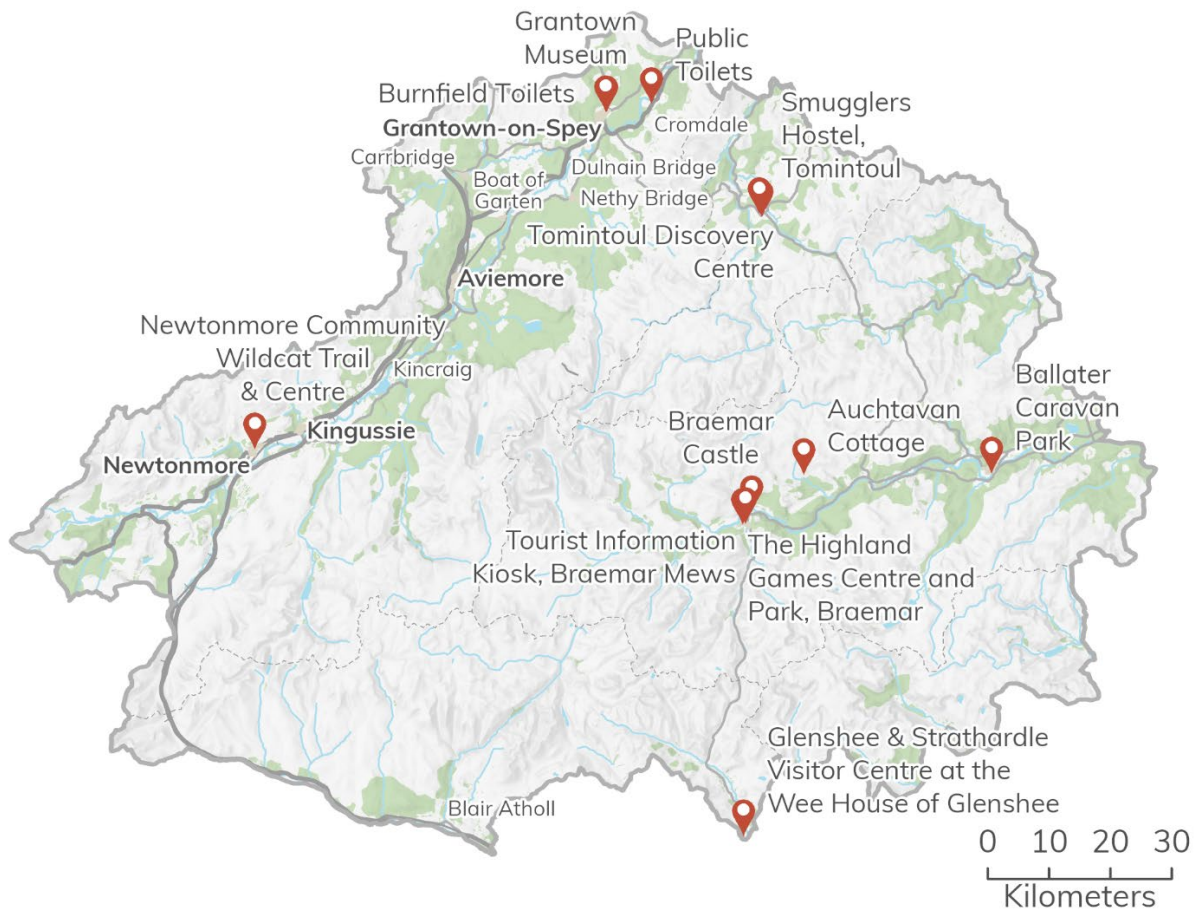 Grantown
Museum
Public
Toilets
Burnfield Toilets
Smugglers
Hostel,
Tomintoul
Grantown-on-Spey
Cromdale
Carrbridge
Dulnain Bridge
Boat of
Garten
Nethy Bridge
Tomintoul Discovery
Centre
Aviemore
Newtonmore Community
Wildcat Trail
& Centre
Kincraig
Kingussie
Newtonmore
Braemar
Castle
Auchtavan
Cottage
Ballater
Caravan
Park
Tourist Information
Kiosk, Braemar Mews
The Highland
Games Centre and
Park, Braemar
Glenshee & Strathardle
Visitor Centre at the
Wee House of Glenshee
Blair Atholl
0 10 20 30
Kilometers